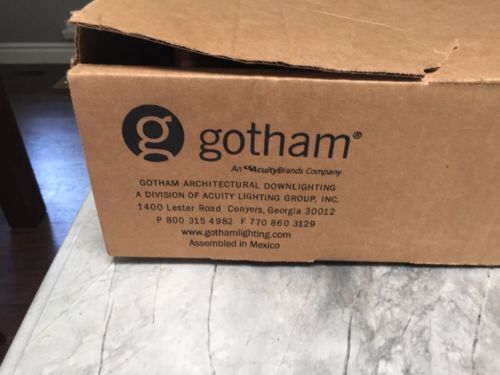 g
gotham®
An AcuityBrands Company
GOTHAM ARCHITECTURAL DOWNLIGHTING
A DIVISION OF ACUITY LIGHTING GROUP, INC.
1400 Lester Road Conyers, Georgia 30012
P 800 315 4982 F 770 860 3129
www.gothamlighting.com
Assembled in Mexico